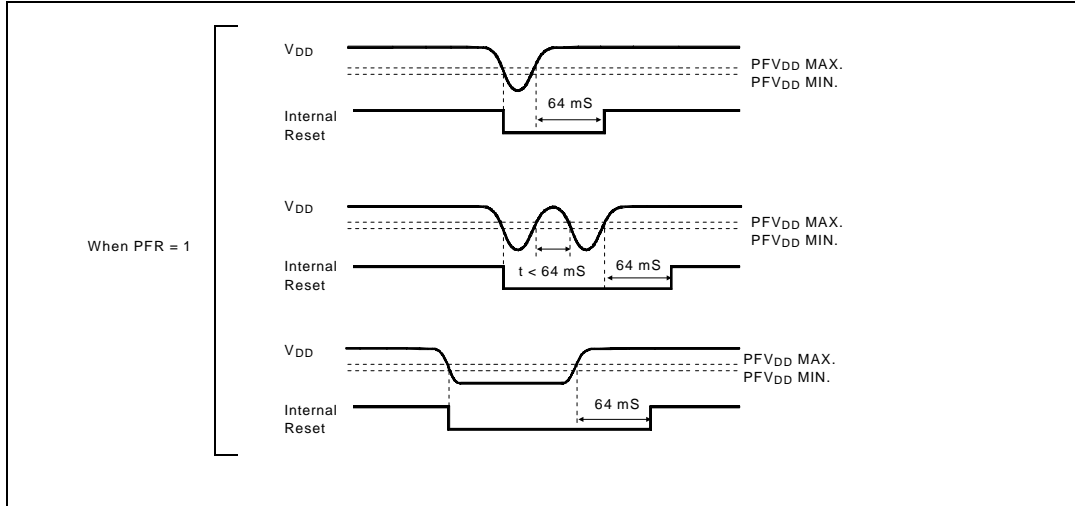 VDD
PFVDD MAX.
PFVDD MIN.
64 mS
Internal
Reset
VDD
PFVDD MAX.
PFVDD MIN.
When PFR = 1
Internal
Reset
t < 64 mS
64 mS
VDD
PFVDD MAX.
PFVDD MIN.
64 mS
Internal
Reset